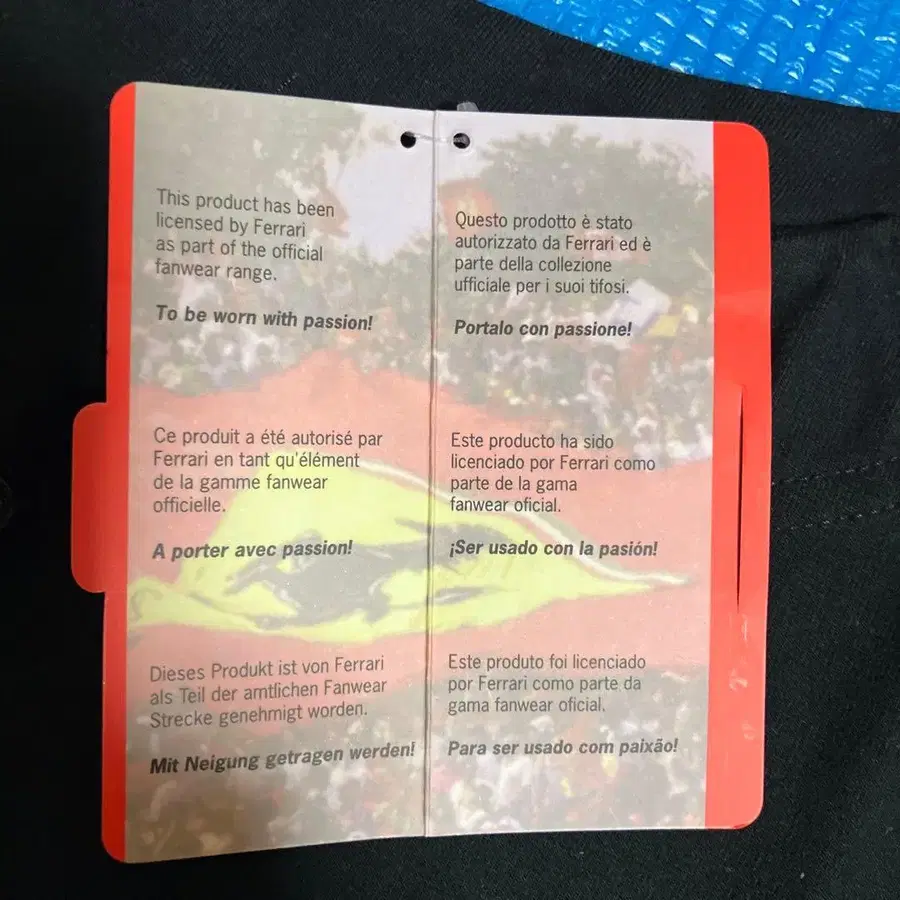 This product has been
licensed by Ferrari
as part of the official
fanwear range.
To be worn with passion!
Ce produit a été autorisé par
Ferrari en tant qu'élément
de la gamme fanwear
officielle.
A porter avec passion!
Dieses Produkt ist von Ferrari
als Teil der amtlichen Fanwear
Strecke genehmigt worden.
Mit Neigung getragen werden!
Questo prodotto è stato
autorizzato da Ferrari ed è
parte della collezione
ufficiale per i suoi tifosi.
Portalo con passione!
Este producto ha sido
licenciado por Ferrari como
parte de la gama
fanwear oficial.
¡Ser usado con la pasión!
Este produto foi licenciado
por Ferrari como parte da
gama fanwear oficial.
Para ser usado com paixão!